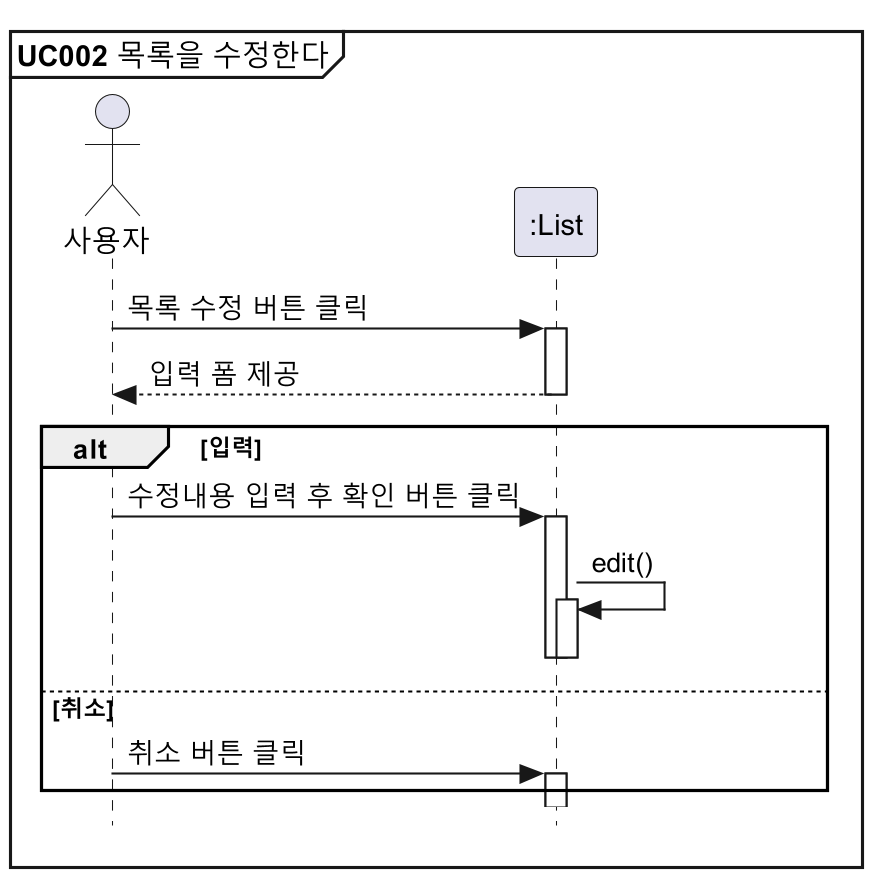 UC002 목록을 수정한다
사용자
:List
목록 수정 버튼 클릭
입력 폼 제공
alt [입력]
수정내용 입력 후 확인 버튼 클릭
edit()
[취소]
취소 버튼 클릭